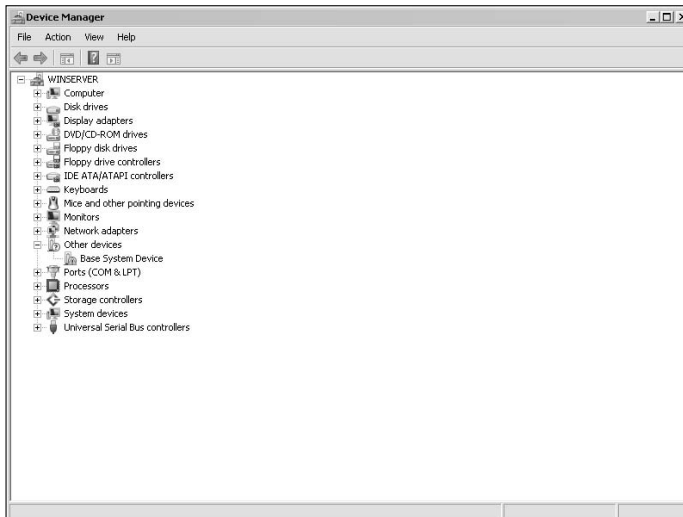 Device Manager
File Action View Help
WINSERVER
Computer
Disk drives
Display adapters
DVD/CD-ROM drives
Floppy disk drives
Floppy drive controllers
IDE ATA/ATAPI controllers
Keyboards
Mice and other pointing devices
Monitors
Network adapters
Other devices
Base System Device
Ports (COM & LPT)
Processors
Storage controllers
System devices
Universal Serial Bus controllers